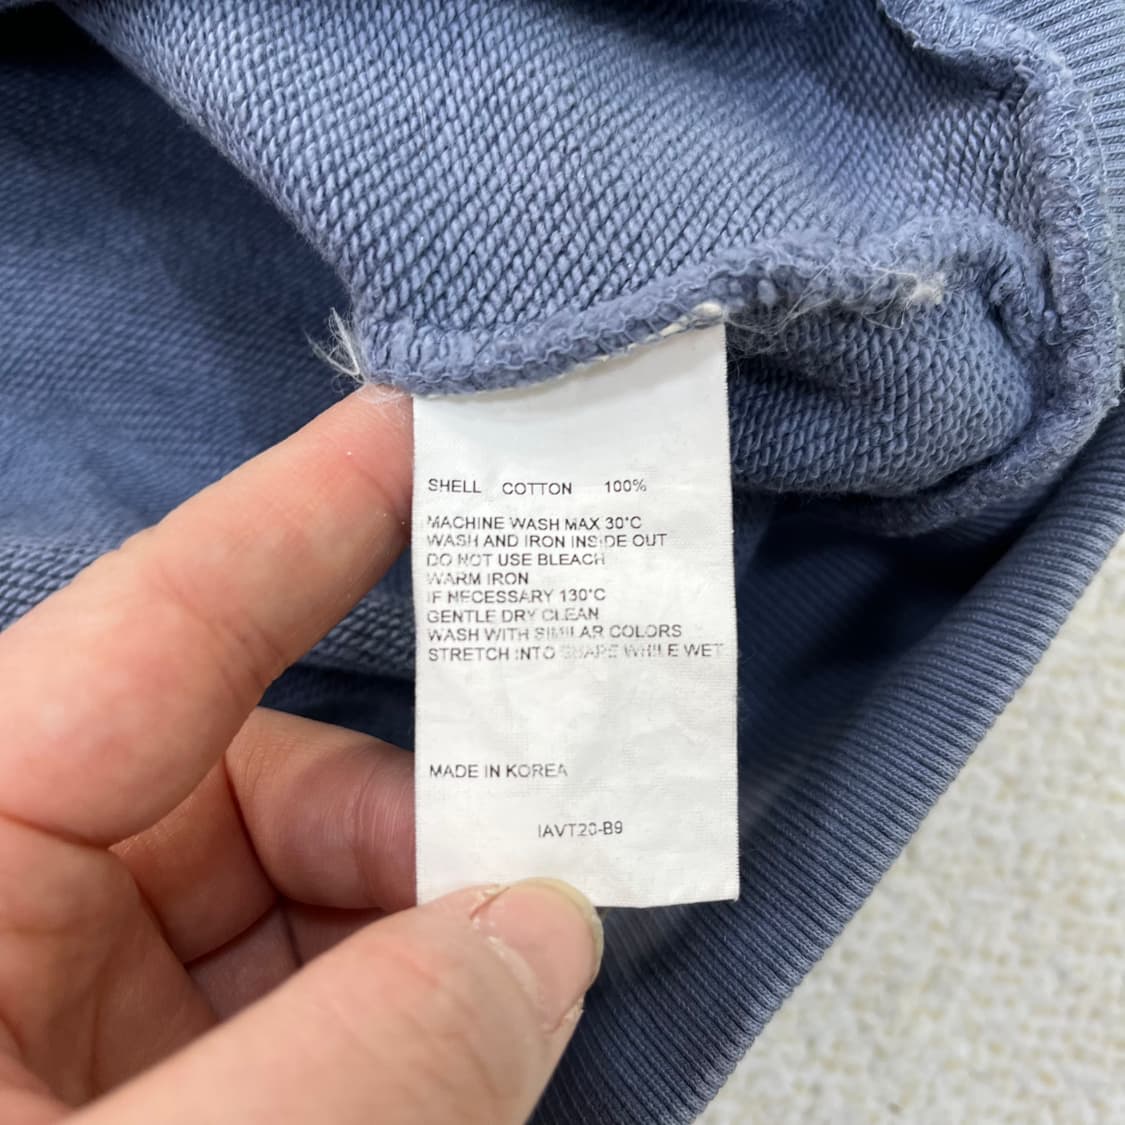 SHELL COTTON 100%
MACHINE WASH MAX 30°C
WASH AND IRON INSIDE OUT
DO NOT USE BLEACH
WARM IRON
IF NECESSARY 130°C
GENTLE DRY CLEAN
WASH WITH SIMILAR COLORS
STRETCH INTO SHAPE WHILE WET
MADE IN KOREA
IAVT20-B9